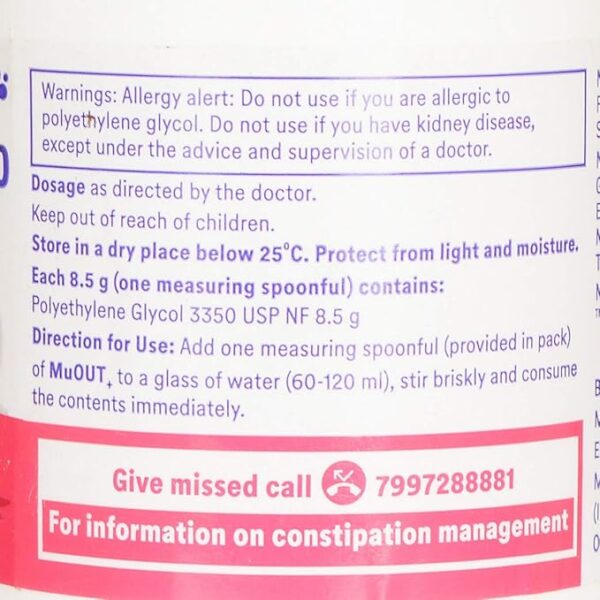 Warnings: Allergy alert: Do not use if you are allergic to
polyethylene glycol. Do not use if you have kidney disease,
except under the advice and supervision of a doctor.
Dosage as directed by the doctor.
Keep out of reach of children.
Store in a dry place below 25°C. Protect from light and moisture.
Each 8.5 g (one measuring spoonful) contains:
Polyethylene Glycol 3350 USP NF 8.5 g
Direction for Use: Add one measuring spoonful (provided in pack)
of MuOUT+ to a glass of water (60-120 ml), stir briskly and consume
the contents immediately.
Give missed call 7997288881
For information on constipation management